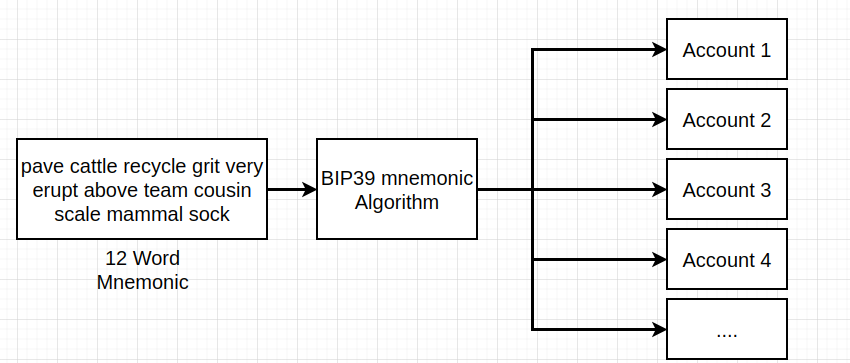 pave cattle recycle grit very
erupt above team cousin
scale mammal sock
12 Word
Mnemonic
BIP39 mnemonic
Algorithm
Account 1
Account 2
Account 3
Account 4
....